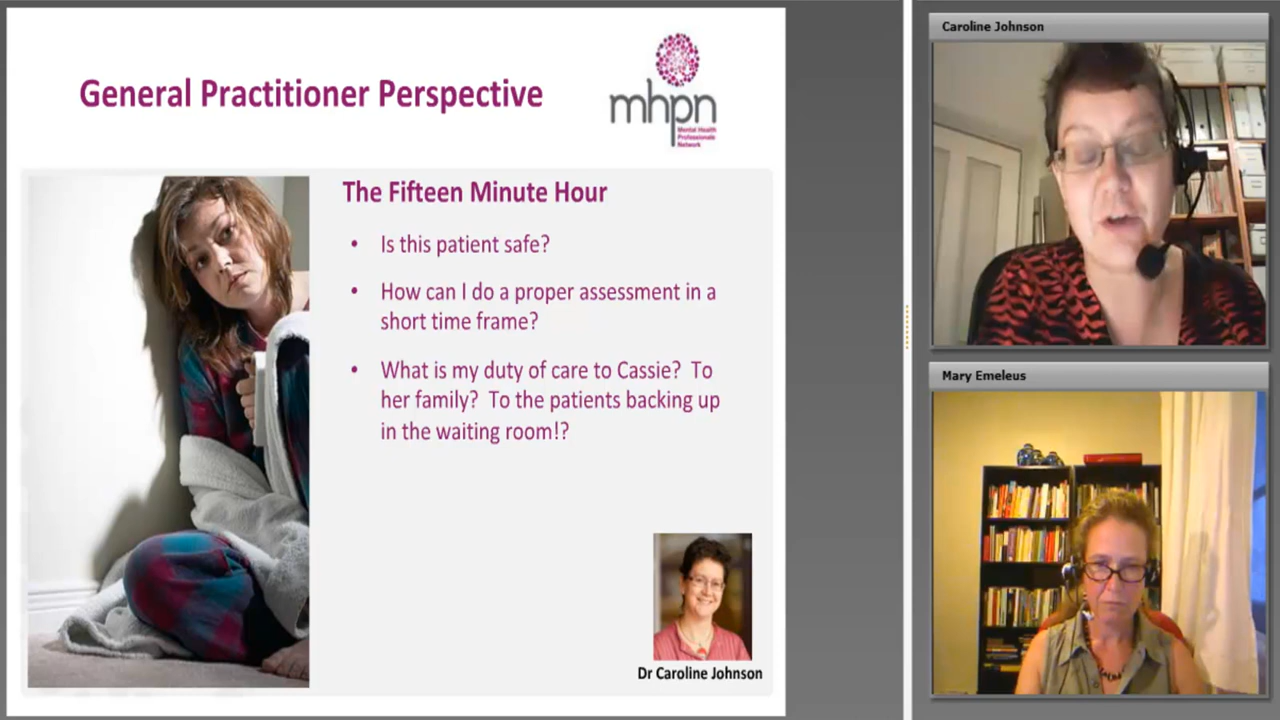 General Practitioner Perspective
mhpn
Mental Health
Professionals
Network
The Fifteen Minute Hour
• Is this patient safe?
• How can I do a proper assessment in a
short time frame?
• What is my duty of care to Cassie? To
her family? To the patients backing up
in the waiting room!?
Dr Caroline Johnson
Caroline Johnson
Mary Emeleus